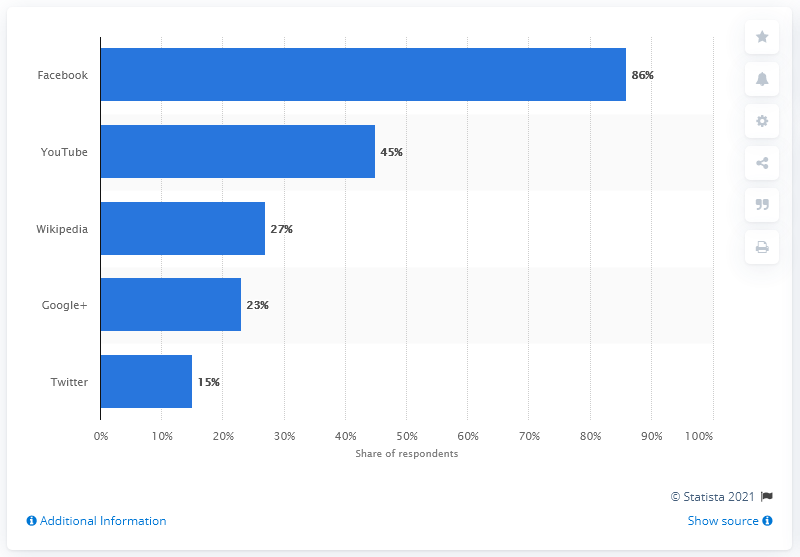 Facebook 86%
YouTube 45%
Wikipedia 27%
Google+ 23%
Twitter 15%
0% 10% 20% 30% 40% 50% 60% 70% 80% 90% 100%
Share of respondents
© Statista 2021
Additional Information Show source